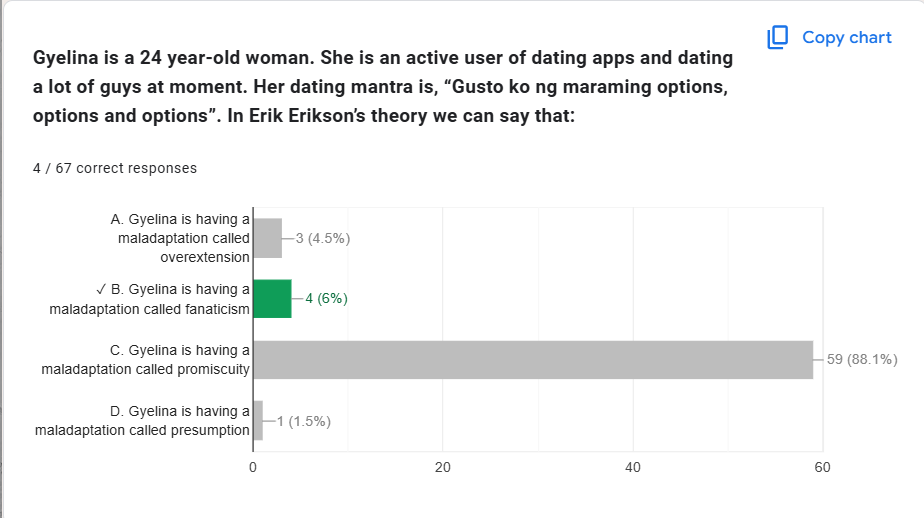 Copy chart
Gyelina is a 24 year-old woman. She is an active user of dating apps and dating
a lot of guys at moment. Her dating mantra is, “Gusto ko ng maraming options,
options and options”. In Erik Erikson’s theory we can say that:
4 / 67 correct responses
A. Gyelina is having a
maladaptation called
overextension
3 (4.5%)
✓ B. Gyelina is having a
maladaptation called fanaticism
4 (6%)
C. Gyelina is having a
maladaptation called promiscuity
59 (88.1%)
D. Gyelina is having a
maladaptation called presumption
1 (1.5%)
0 20 40 60